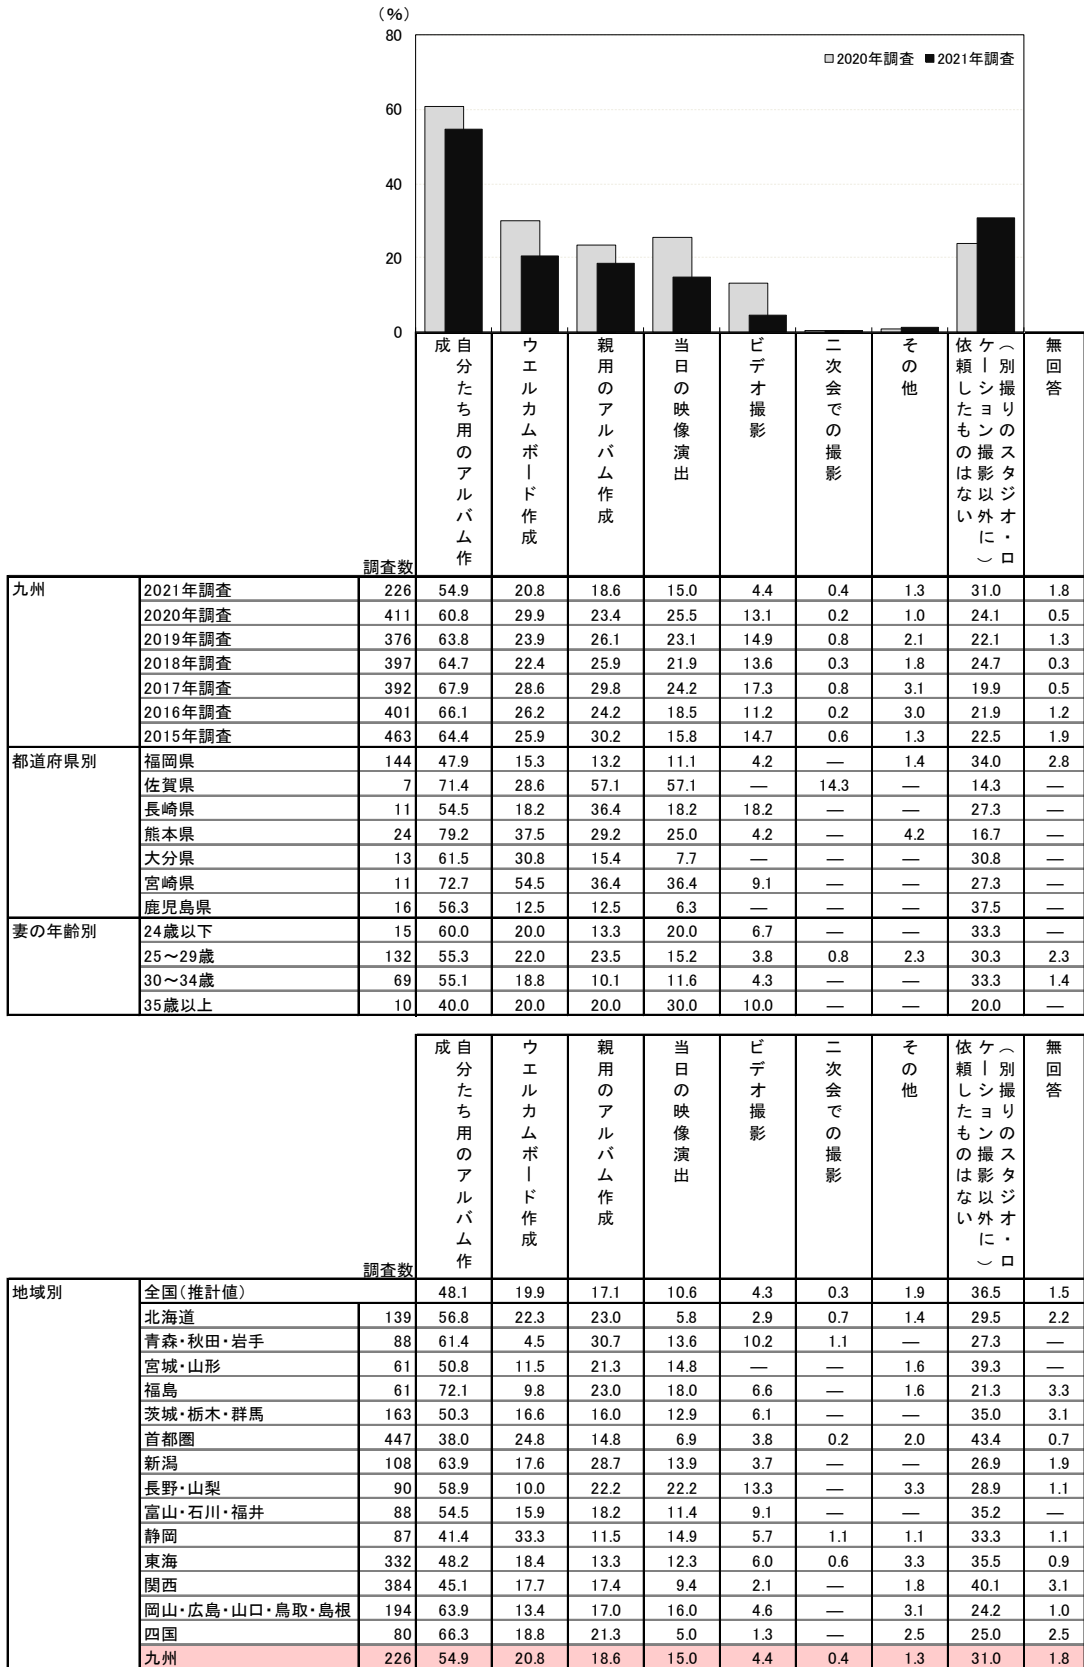 （％）
80
60
40
20
0
□2020年調査 ■2021年調査
調査数 自分たち用のアルバム作成 ウエルカムボード作成 親用のアルバム作成 当日の映像演出 ビデオ撮影 二次会での撮影 その他 （別撮りのスタジオ・ロケーション撮影以外に）依頼したものはない 無回答
九州 2021年調査 226 54.9 20.8 18.6 15.0 4.4 0.4 1.3 31.0 1.8
2020年調査 411 60.8 29.9 23.4 25.5 13.1 0.2 1.0 24.1 0.5
2019年調査 376 63.8 23.9 26.1 23.1 14.9 0.8 2.1 22.1 1.3
2018年調査 397 64.7 22.4 25.9 21.9 13.6 0.3 1.8 24.7 0.3
2017年調査 392 67.9 28.6 29.8 24.2 17.3 0.8 3.1 19.9 0.5
2016年調査 401 66.1 26.2 24.2 18.5 11.2 0.2 3.0 21.9 1.2
2015年調査 463 64.4 25.9 30.2 15.8 14.7 0.6 1.3 22.5 1.9
都道府県別 福岡県 144 47.9 15.3 13.2 11.1 4.2 ― 1.4 34.0 2.8
佐賀県 7 71.4 28.6 57.1 57.1 ― 14.3 ― 14.3 ―
長崎県 11 54.5 18.2 36.4 18.2 18.2 ― ― 27.3 ―
熊本県 24 79.2 37.5 29.2 25.0 4.2 ― 4.2 16.7 ―
大分県 13 61.5 30.8 15.4 7.7 ― ― ― 30.8 ―
宮崎県 11 72.7 54.5 36.4 36.4 9.1 ― ― 27.3 ―
鹿児島県 16 56.3 12.5 12.5 6.3 ― ― ― 37.5 ―
妻の年齢別 24歳以下 15 60.0 20.0 13.3 20.0 6.7 ― ― 33.3 ―
25～29歳 132 55.3 22.0 23.5 15.2 3.8 0.8 2.3 30.3 2.3
30～34歳 69 55.1 18.8 10.1 11.6 4.3 ― ― 33.3 1.4
35歳以上 10 40.0 20.0 20.0 30.0 10.0 ― ― 20.0 ―
調査数 自分たち用のアルバム作成 ウエルカムボード作成 親用のアルバム作成 当日の映像演出 ビデオ撮影 二次会での撮影 その他 （別撮りのスタジオ・ロケーション撮影以外に）依頼したものはない 無回答
地域別 全国（推計値） 48.1 19.9 17.1 10.6 4.3 0.3 1.9 36.5 1.5
北海道 139 56.8 22.3 23.0 5.8 2.9 0.7 1.4 29.5 2.2
青森・秋田・岩手 88 61.4 4.5 30.7 13.6 10.2 1.1 ― 27.3 ―
宮城・山形 61 50.8 11.5 21.3 14.8 ― ― 1.6 39.3 ―
福島 61 72.1 9.8 23.0 18.0 6.6 ― 1.6 21.3 3.3
茨城・栃木・群馬 163 50.3 16.6 16.0 12.9 6.1 ― ― 35.0 3.1
首都圏 447 38.0 24.8 14.8 6.9 3.8 0.2 2.0 43.4 0.7
新潟 108 63.9 17.6 28.7 13.9 3.7 ― ― 26.9 1.9
長野・山梨 90 58.9 10.0 22.2 22.2 13.3 ― 3.3 28.9 1.1
富山・石川・福井 88 54.5 15.9 18.2 11.4 9.1 ― ― 35.2 ―
静岡 87 41.4 33.3 11.5 14.9 5.7 1.1 1.1 33.3 1.1
東海 332 48.2 18.4 13.3 12.3 6.0 0.6 3.3 35.5 0.9
関西 384 45.1 17.7 17.4 9.4 2.1 ― 1.8 40.1 3.1
岡山・広島・山口・鳥取・島根 194 63.9 13.4 17.0 16.0 4.6 ― 3.1 24.2 1.0
四国 80 66.3 18.8 21.3 5.0 1.3 ― 2.5 25.0 2.5
九州 226 54.9 20.8 18.6 15.0 4.4 0.4 1.3 31.0 1.8